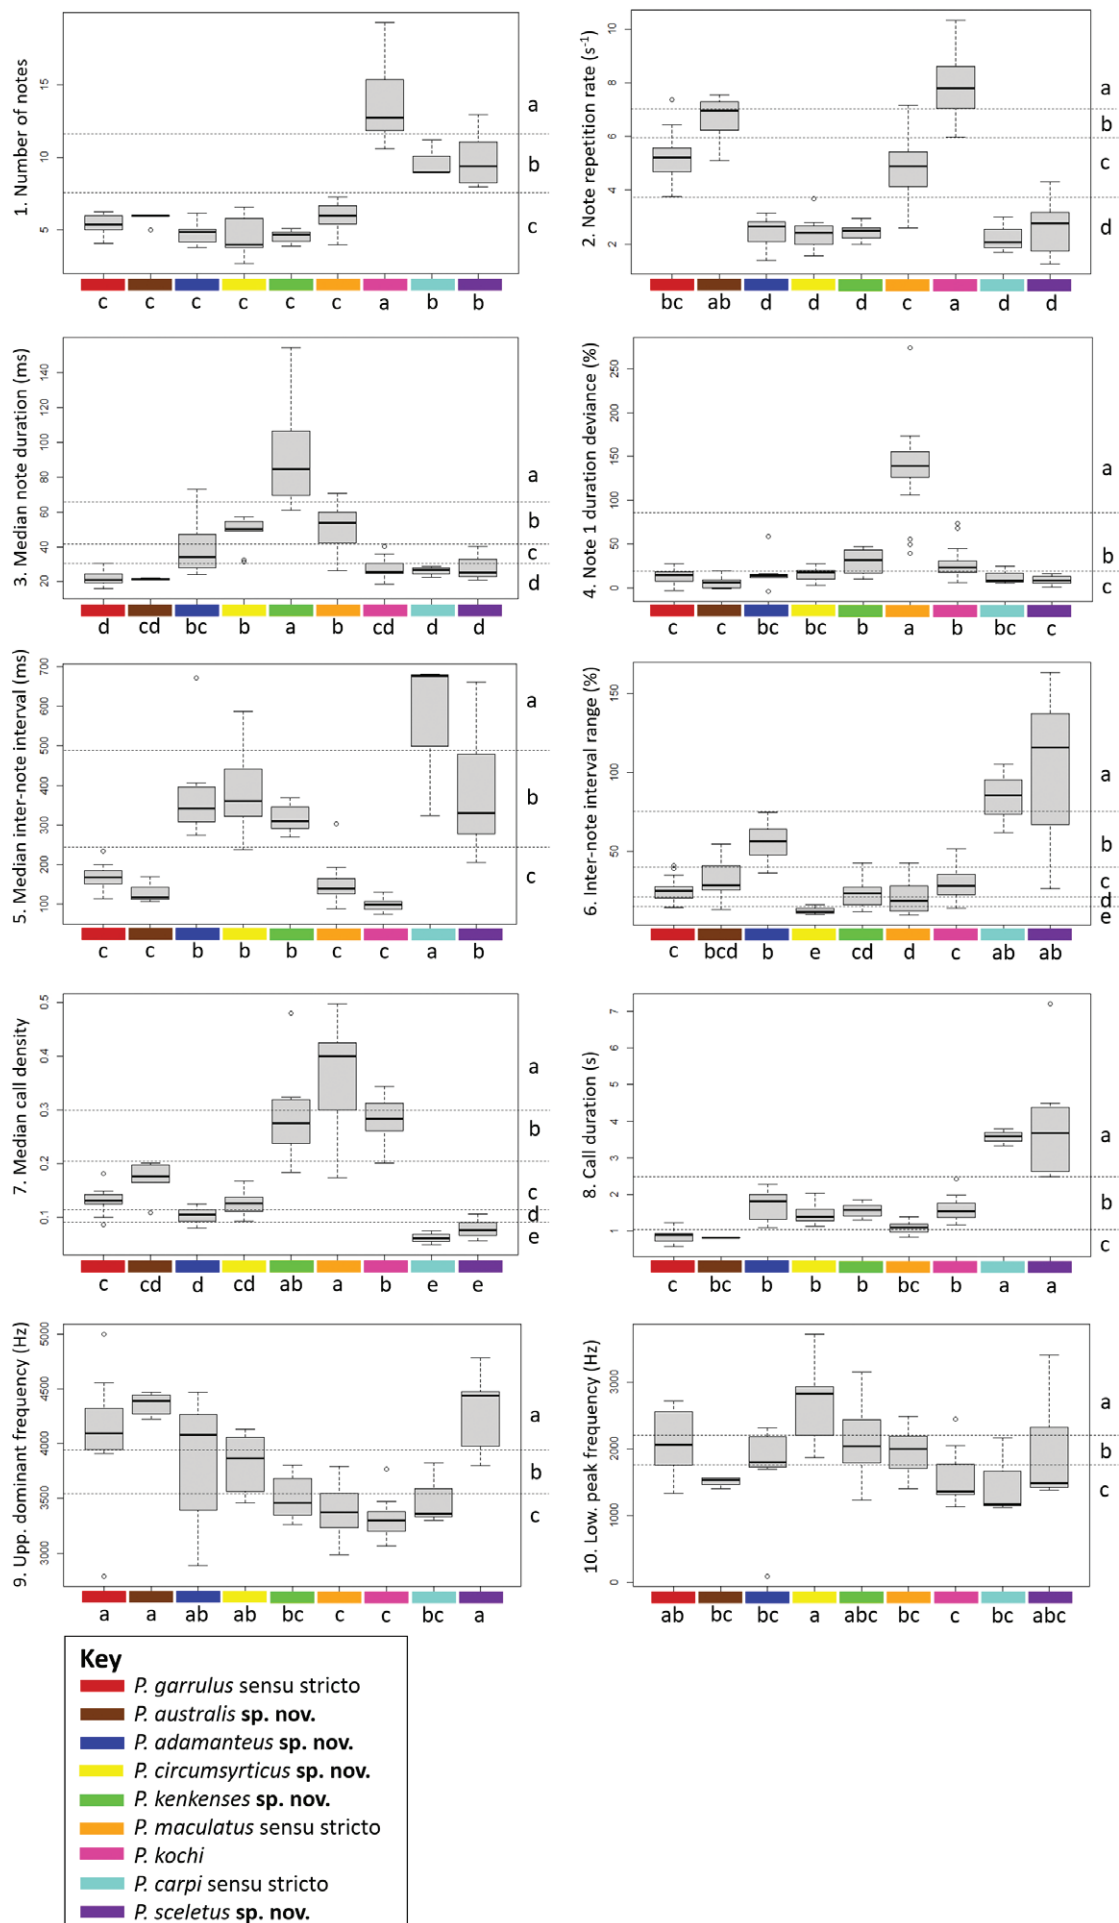 1. Number of notes
15
10
5
a
b
c
c c c c c c a b b
2. Note repetition rate (s⁻¹)
10
8
6
4
2
a
b
c
d
bc ab d d d c a d d
3. Median note duration (ms)
140
120
100
80
60
40
20
a
b
c
d
d cd bc b a b cd d d
4. Note 1 duration deviance (%)
250
200
150
100
50
0
a
b
c
c c bc bc b a b bc c
5. Median inter-note interval (ms)
700
600
500
400
300
200
100
a
b
c
c c b b b c c a b
6. Inter-note interval range (%)
150
100
50
a
b
c
d
e
c bcd b e cd d c ab ab
7. Median call density
0.5
0.4
0.3
0.2
0.1
a
b
c
d
e
c cd d cd ab a b e e
8. Call duration (s)
7
6
5
4
3
2
1
a
b
c
c bc b b b bc b a a
9. Upp. dominant frequency (Hz)
5000
4500
4000
3500
3000
a
b
c
a a ab ab bc c c bc a
10. Low. peak frequency (Hz)
3000
2000
1000
0
a
b
c
ab bc bc a abc bc c bc abc
Key
P. garrulus sensu stricto
P. australis sp. nov.
P. adamanteus sp. nov.
P. circumsyrticus sp. nov.
P. kenkenses sp. nov.
P. maculatus sensu stricto
P. kochi
P. carpi sensu stricto
P. sceletus sp. nov.